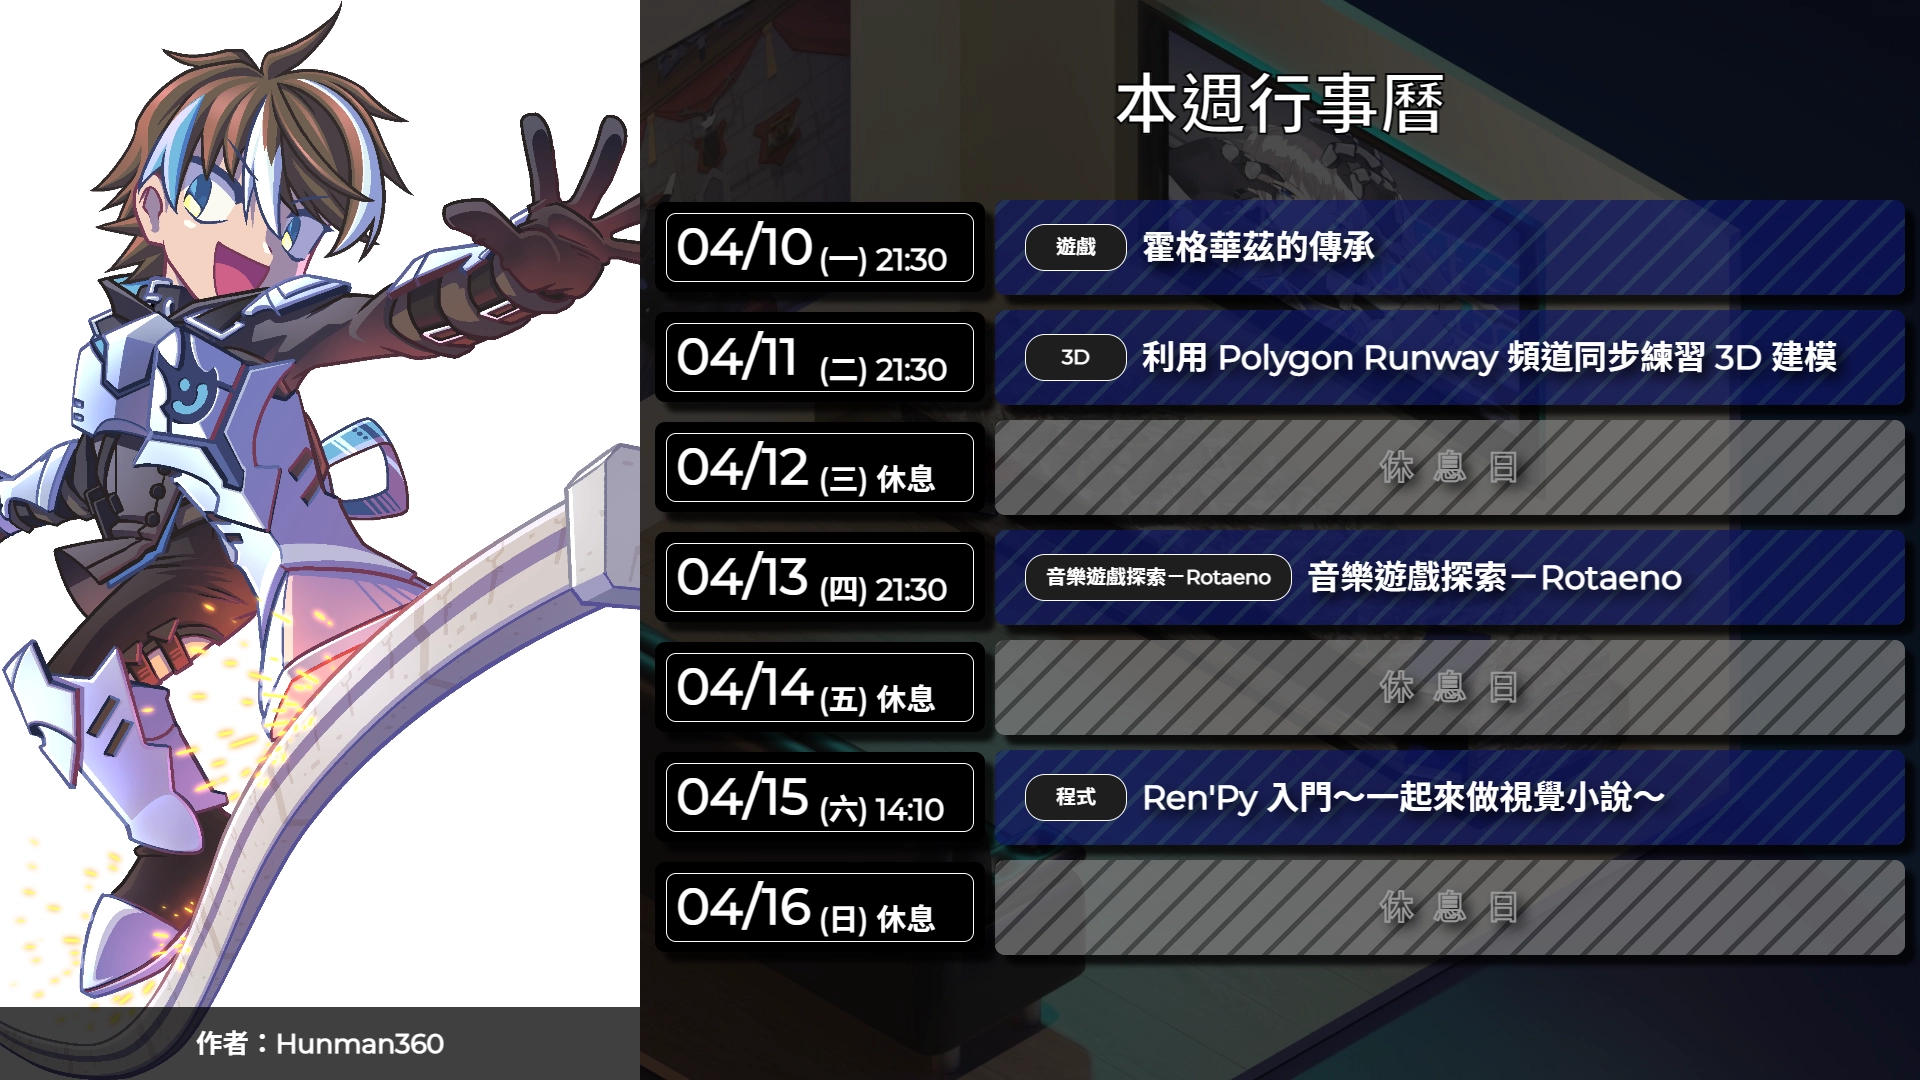 本週行事曆
04/10 (一) 21:30 遊戲 霍格華茲的傳承
04/11 (二) 21:30 3D 利用 Polygon Runway 頻道同步練習 3D 建模
04/12 (三) 休息 休息日
04/13 (四) 21:30 音樂遊戲探索－Rotaeno 音樂遊戲探索－Rotaeno
04/14 (五) 休息 休息日
04/15 (六) 14:10 程式 Ren'Py 入門～一起來做視覺小說～
04/16 (日) 休息 休息日
作者：Hunman360